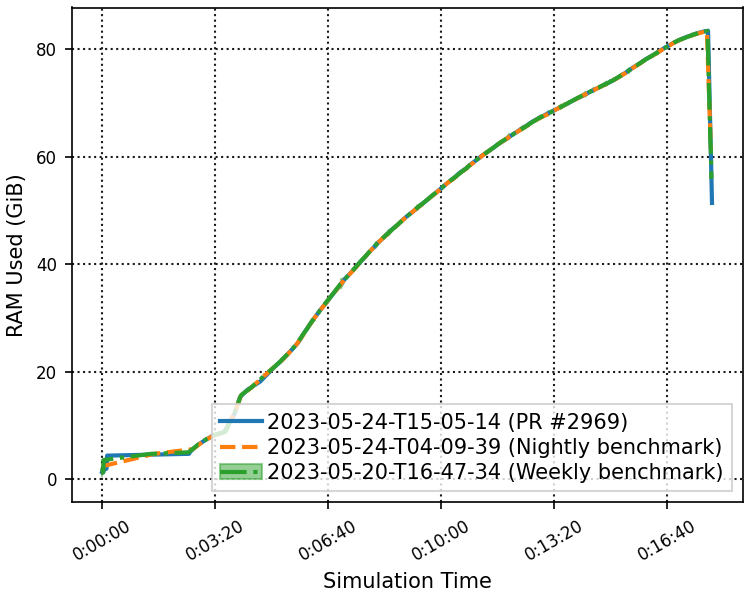 80
60
40
20
0
RAM Used (GiB)
2023-05-24-T15-05-14 (PR #2969)
2023-05-24-T04-09-39 (Nightly benchmark)
2023-05-20-T16-47-34 (Weekly benchmark)
0:00:00 0:03:20 0:06:40 0:10:00 0:13:20 0:16:40
Simulation Time